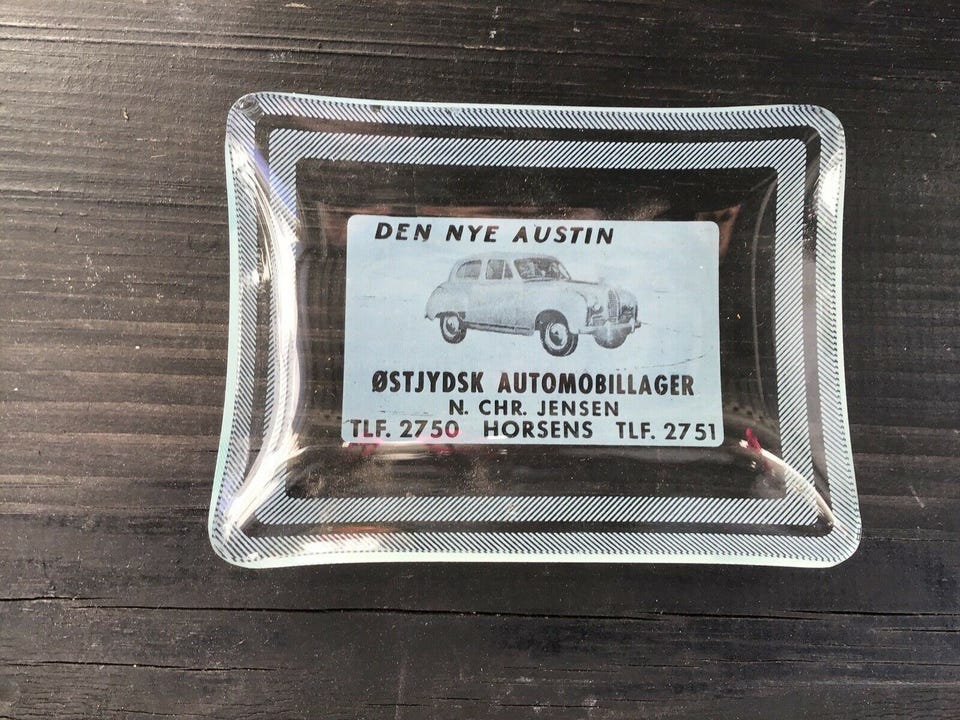 DEN NYE AUSTIN
ØSTJYDSK AUTOMOBILLAGER
N. CHR. JENSEN
TLF. 2750 HORSENS TLF. 2751